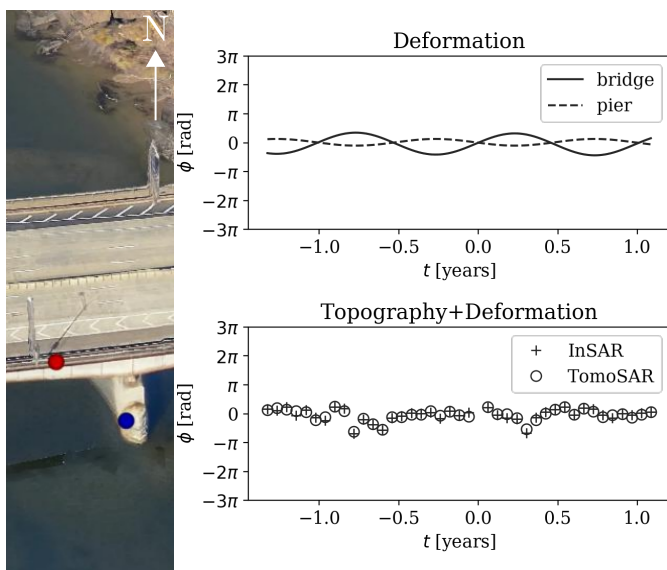 N
Deformation
3π
2π
π
0
−π
−2π
−3π
ϕ [rad]
bridge
pier
−1.0 −0.5 0.0 0.5 1.0
t [years]
Topography+Deformation
3π
2π
π
0
−π
−2π
−3π
ϕ [rad]
InSAR
TomoSAR
−1.0 −0.5 0.0 0.5 1.0
t [years]